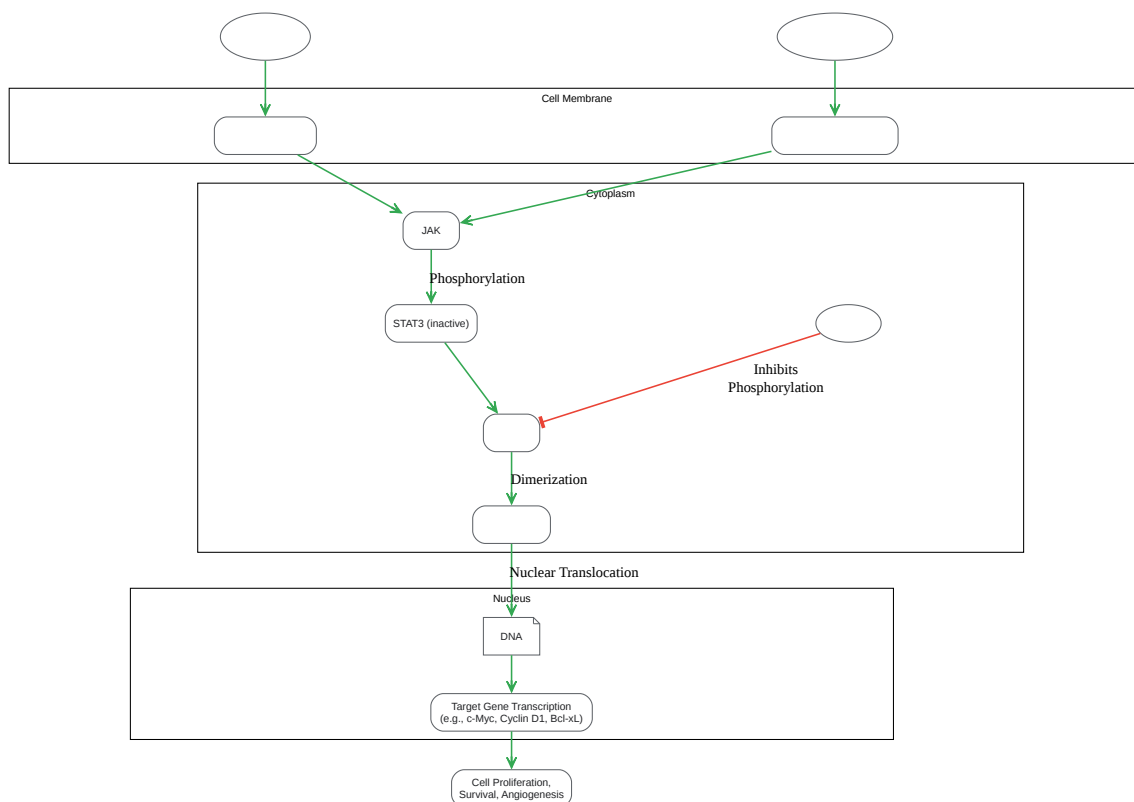 Cell Membrane
Cytoplasm
JAK
Phosphorylation
STAT3 (inactive)
Inhibits
Phosphorylation
Dimerization
Nuclear Translocation
Nucleus
DNA
Target Gene Transcription
(e.g., c-Myc, Cyclin D1, Bcl-xL)
Cell Proliferation,
Survival, Angiogenesis